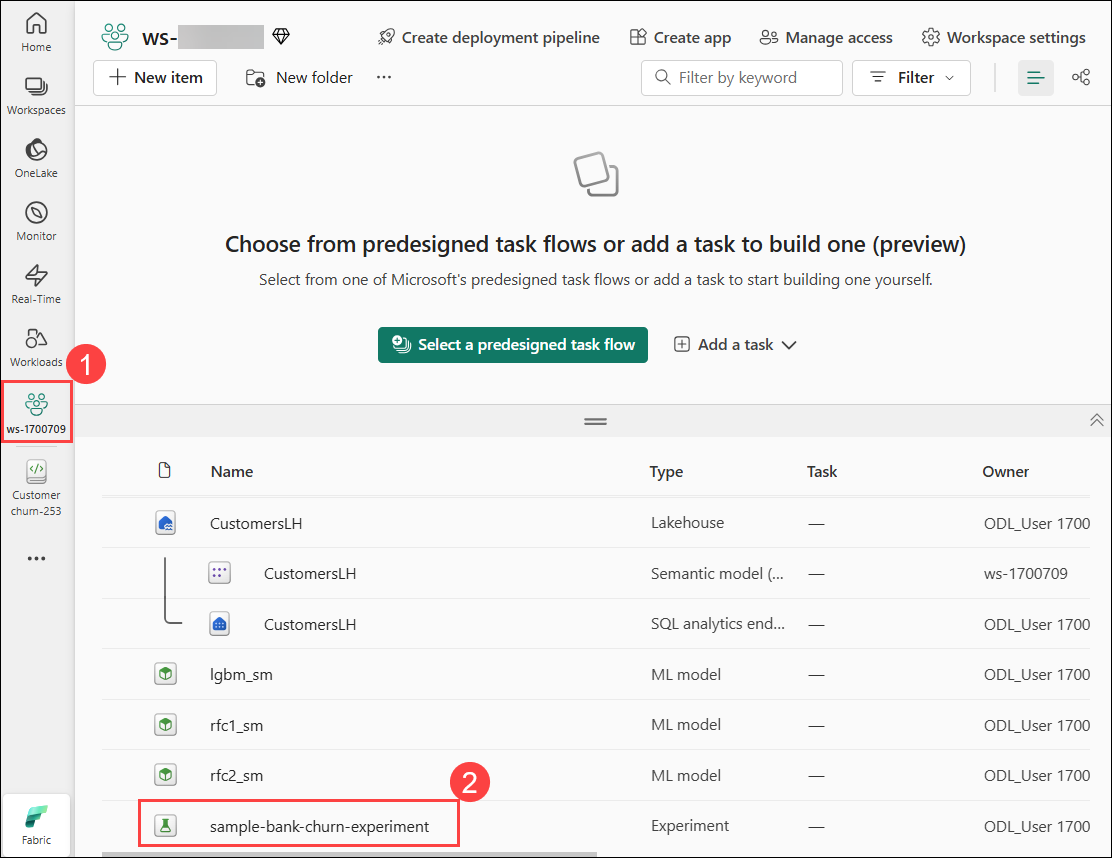 Home
Workspaces
OneLake
Monitor
Real-Time
Workloads
1
ws-1700709
Customer
churn-253
Fabric
ws-
Create deployment pipeline
Create app
Manage access
Workspace settings
New item
New folder
Filter by keyword
Filter
Choose from predesigned task flows or add a task to build one (preview)
Select from one of Microsoft's predesigned task flows or add a task to start building one yourself.
Select a predesigned task flow
Add a task
Name Type Task Owner
CustomersLH Lakehouse — ODL_User 1700
CustomersLH Semantic model (... — ws-1700709
CustomersLH SQL analytics end... — ODL_User 1700
lgbm_sm ML model — ODL_User 1700
rfc1_sm ML model — ODL_User 1700
rfc2_sm ML model — ODL_User 1700
2
sample-bank-churn-experiment Experiment — ODL_User 1700